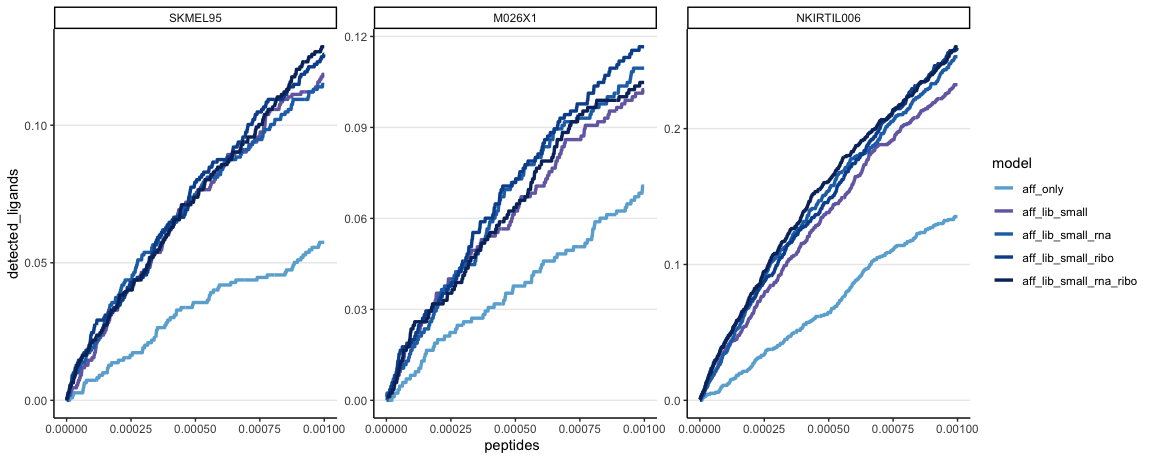 SKMEL95
M026X1
NKIRTIL006
detected_ligands
0.10
0.05
0.00
0.12
0.09
0.06
0.03
0.00
0.2
0.1
0.0
0.00000 0.00025 0.00050 0.00075 0.00100
0.00000 0.00025 0.00050 0.00075 0.00100
0.00000 0.00025 0.00050 0.00075 0.00100
peptides
model
aff_only
aff_lib_small
aff_lib_small_rna
aff_lib_small_ribo
aff_lib_small_rna_ribo